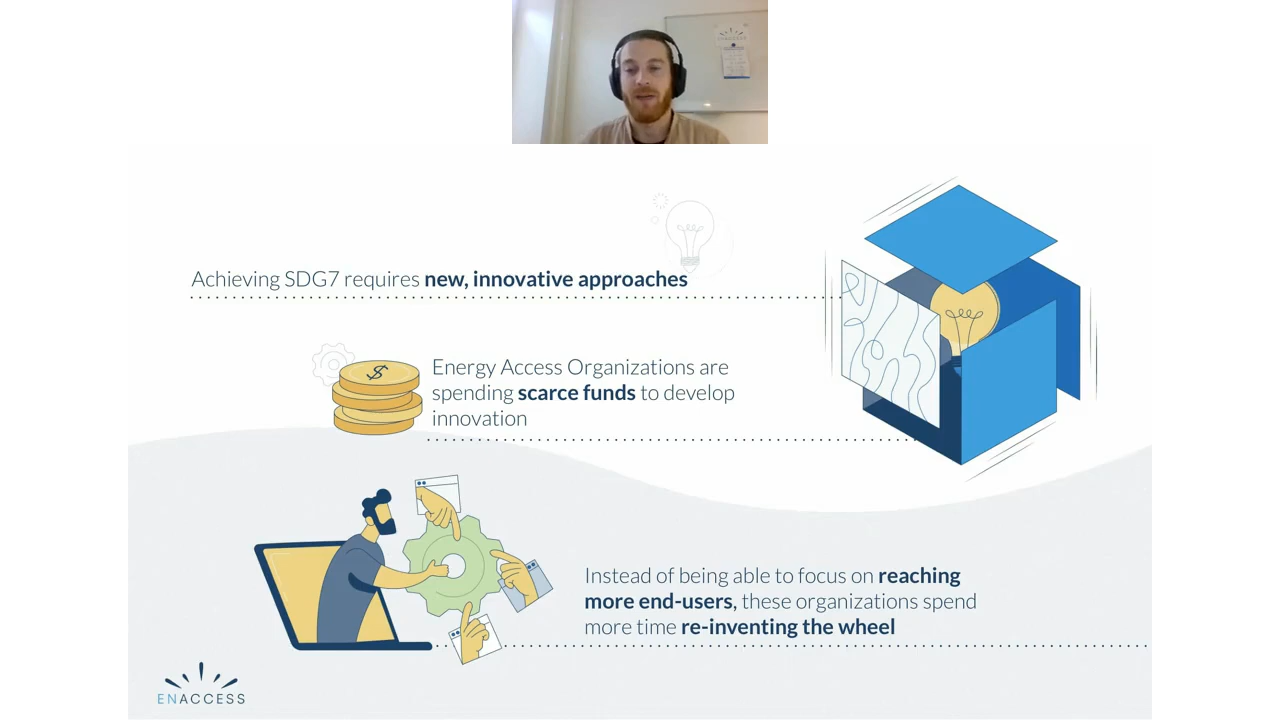 ENACCESS
Achieving SDG7 requires new, innovative approaches
$
Energy Access Organizations are
spending scarce funds to develop
innovation
Instead of being able to focus on reaching
more end-users, these organizations spend
more time re-inventing the wheel
ENACCESS